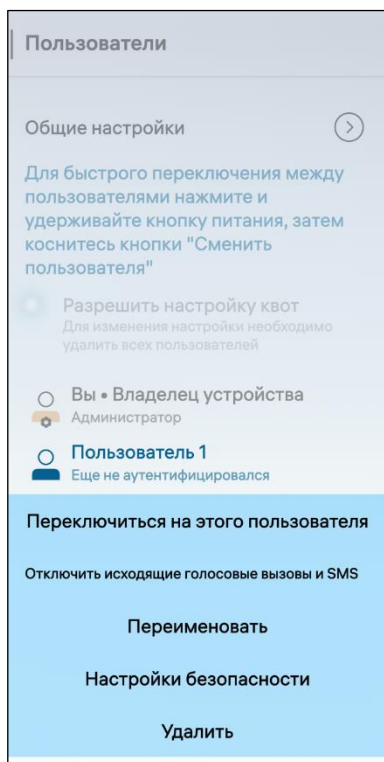 Пользователи
Общие настройки
Для быстрого переключения между
пользователями нажмите и
удерживайте кнопку питания, затем
коснитесь кнопки "Сменить
пользователя"
Разрешить настройку квот
Для изменения настройки необходимо
удалить всех пользователей
Вы • Владелец устройства
Администратор
Пользователь 1
Еще не аутентифицировался
Переключиться на этого пользователя
Отключить исходящие голосовые вызовы и SMS
Переименовать
Настройки безопасности
Удалить